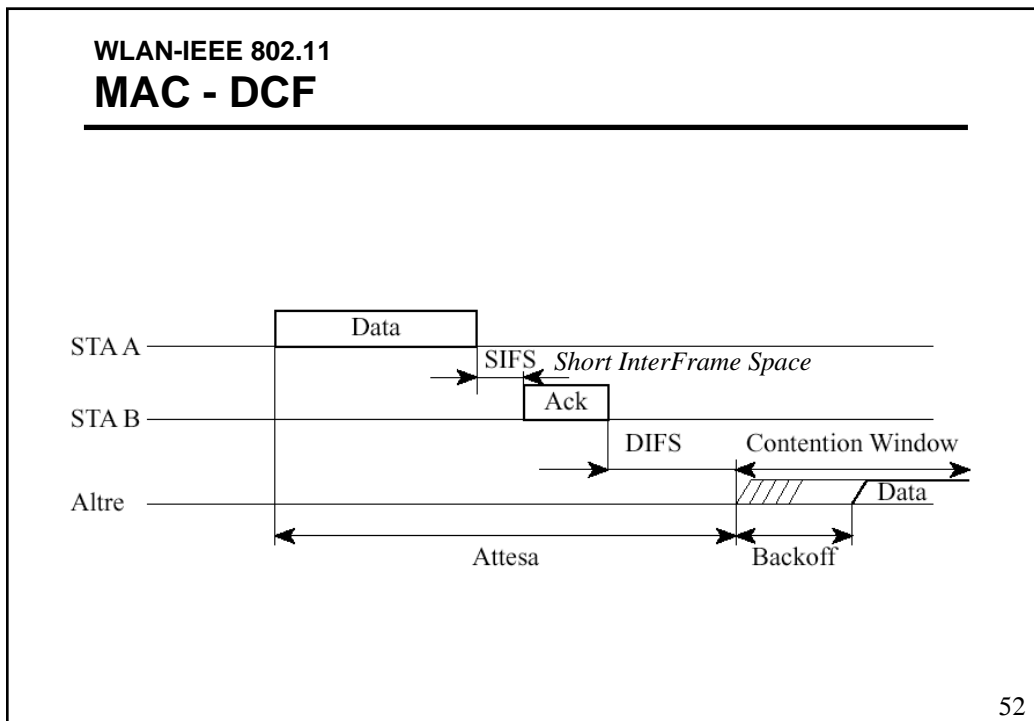 WLAN-IEEE 802.11
MAC - DCF
Data
STA A
SIFS Short InterFrame Space
Ack
STA B
DIFS Contention Window
Data
Altre
Attesa Backoff
52